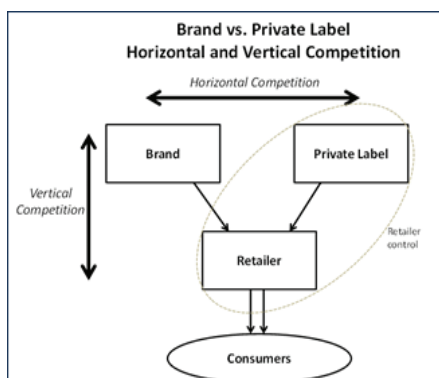 Brand vs. Private Label
Horizontal and Vertical Competition
Horizontal Competition
Brand
Private Label
Vertical
Competition
Retailer
control
Retailer
Consumers